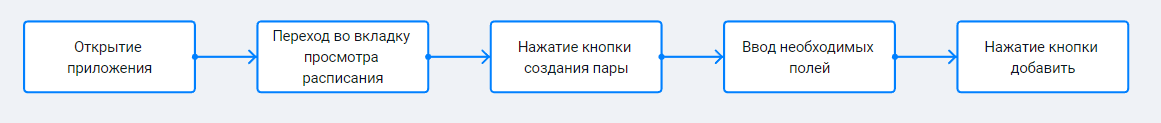 Открытие
приложения
Переход во вкладку
просмотра
расписания
Нажатие кнопки
создания пары
Ввод необходимых
полей
Нажатие кнопки
добавить